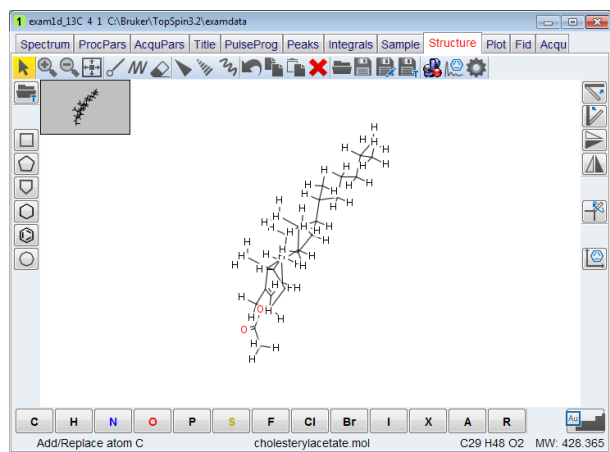 1 exam1d_13C 4 1 C:\Bruker\TopSpin3.2\examdata
Spectrum ProcPars AcquPars Title PulseProg Peaks Integrals Sample Structure Plot Fid Acqu
H
H
H H
H H
H
H H
H H
H
H H
H
H
H
O
H
O
H
H
H
C H N O P S F Cl Br I X A R Au
Add/Replace atom C cholesterylacetate.mol C29 H48 O2 MW: 428.365